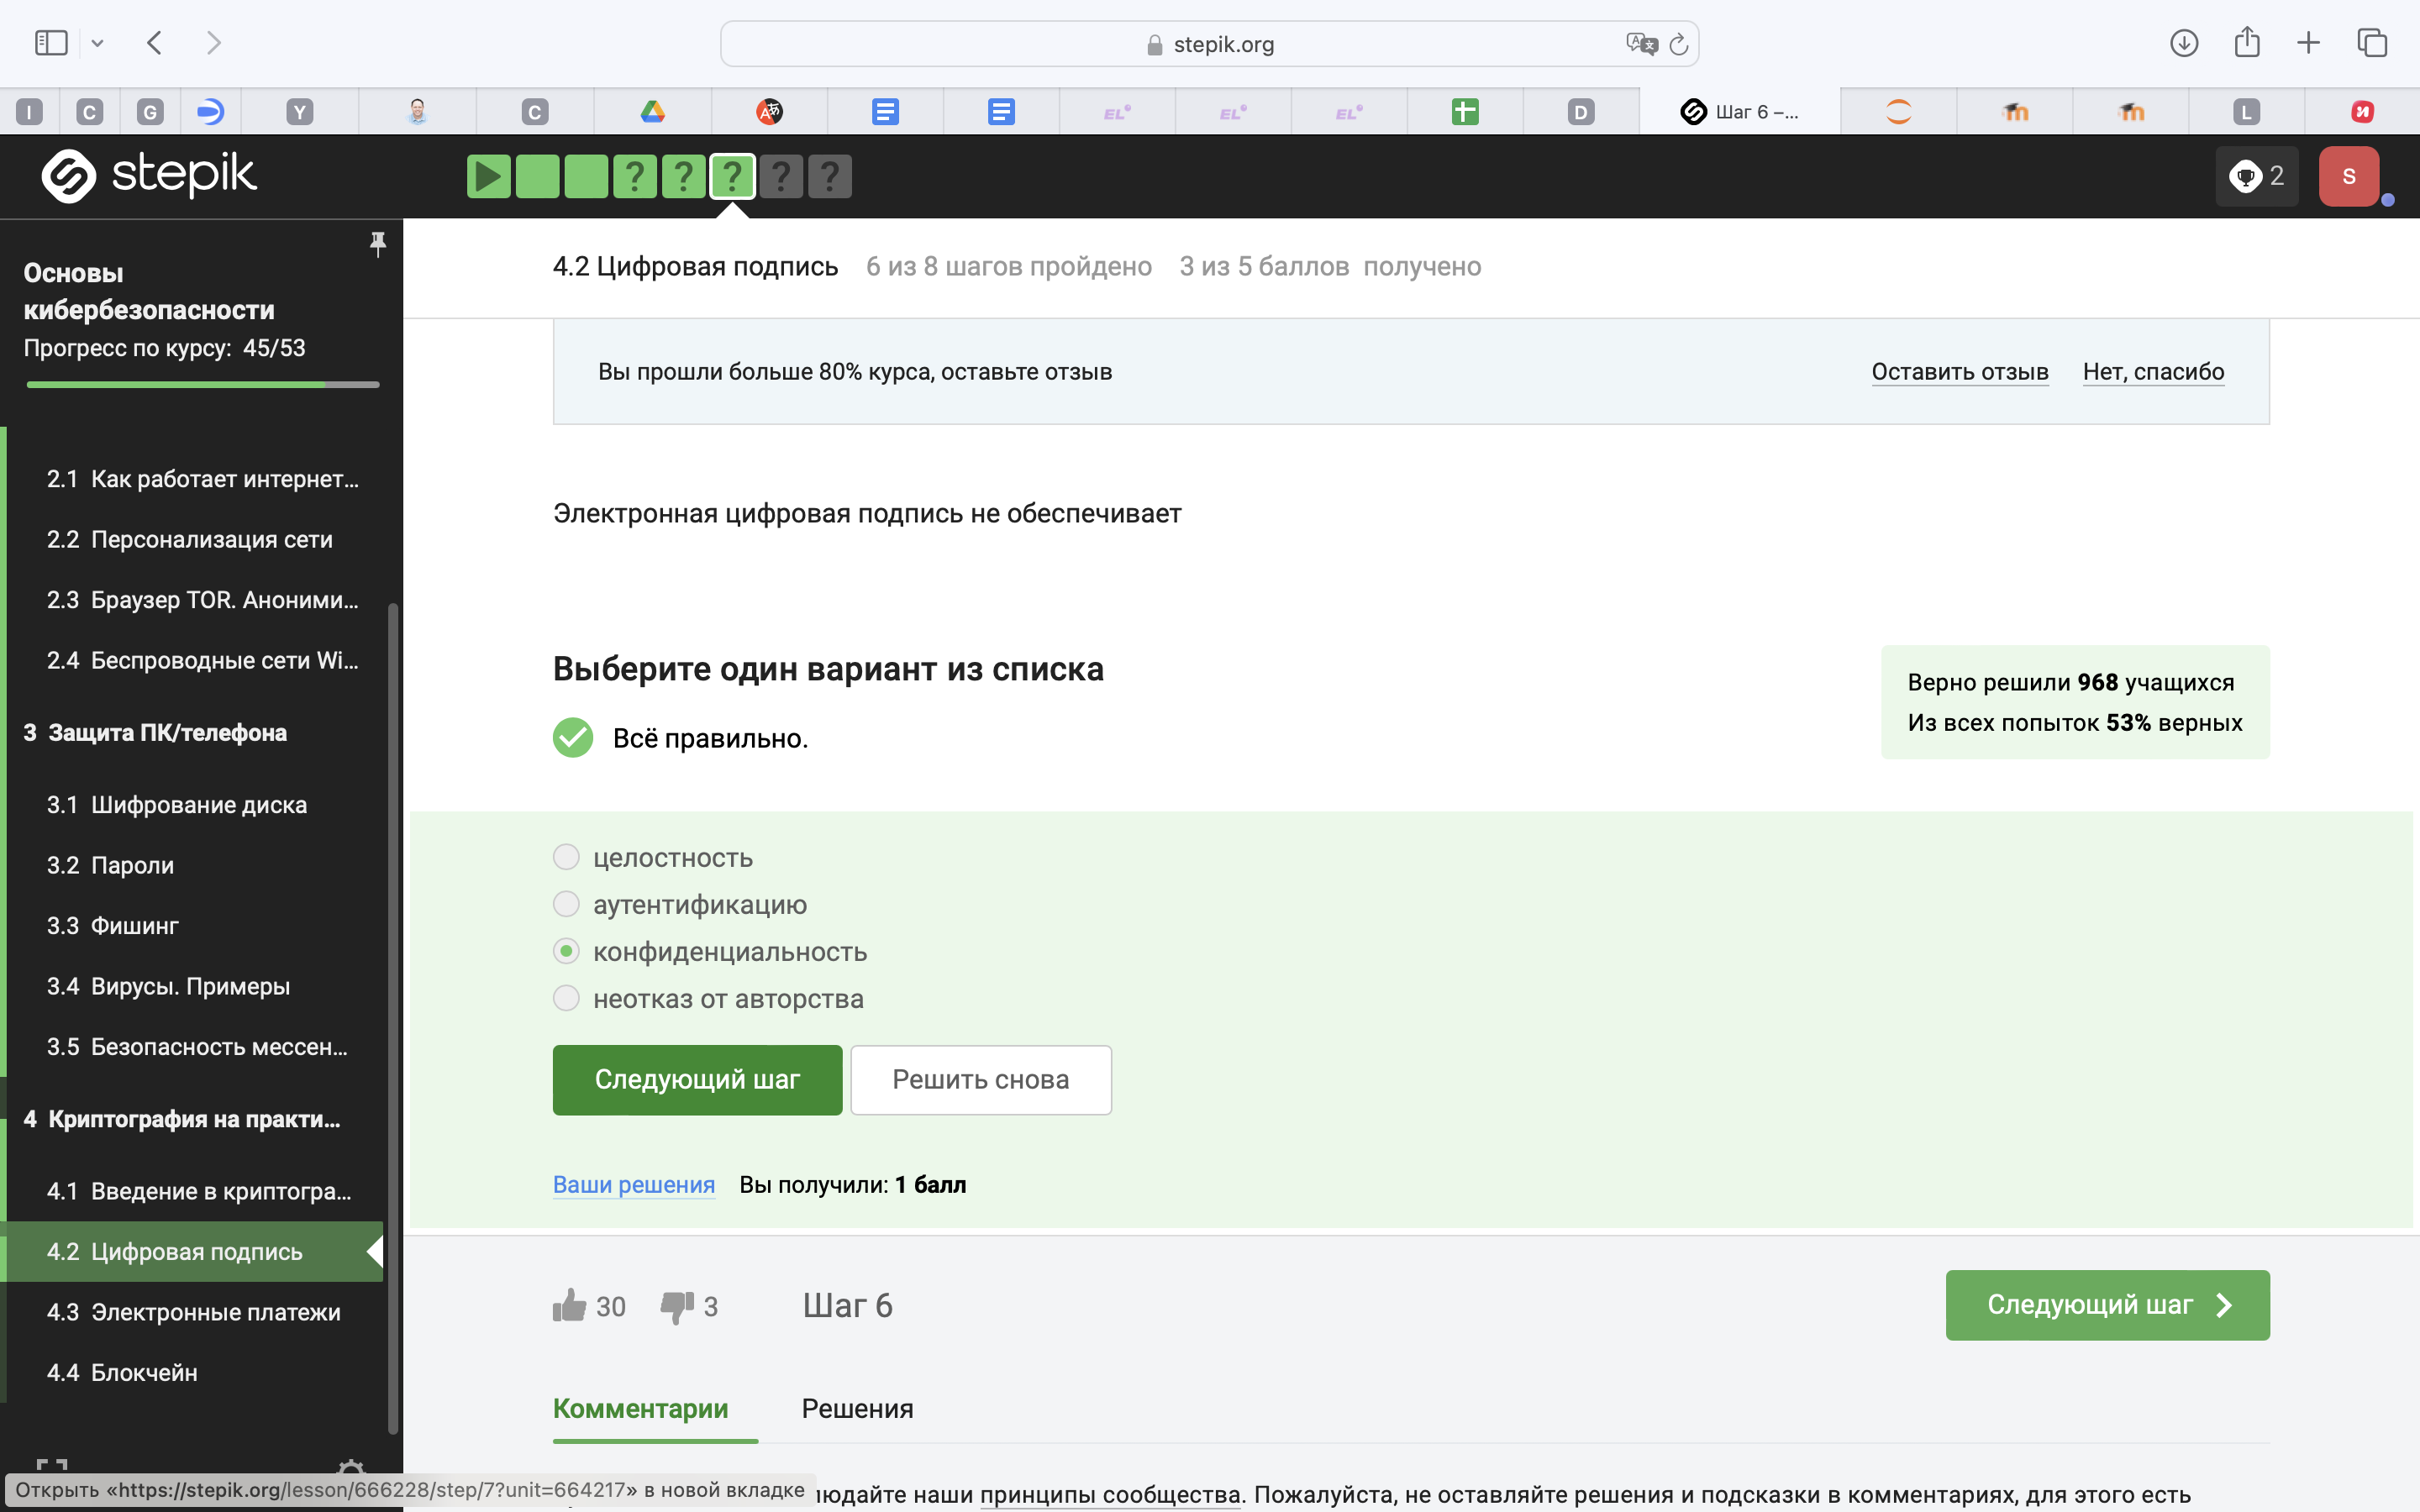 stepik.org
I
C
G
Y
C
EL
EL
EL
D
Шаг 6 –...
L
stepik
?
?
?
?
?
2
S
Основы
кибербезопасности
Прогресс по курсу: 45/53
2.1 Как работает интернет...
2.2 Персонализация сети
2.3 Браузер TOR. Аноними...
2.4 Беспроводные сети Wi...
3 Защита ПК/телефона
3.1 Шифрование диска
3.2 Пароли
3.3 Фишинг
3.4 Вирусы. Примеры
3.5 Безопасность мессен...
4 Криптография на практи...
4.1 Введение в криптогра...
4.2 Цифровая подпись
4.3 Электронные платежи
4.4 Блокчейн
4.2 Цифровая подпись 6 из 8 шагов пройдено 3 из 5 баллов получено
Вы прошли больше 80% курса, оставьте отзыв Оставить отзыв Нет, спасибо
Электронная цифровая подпись не обеспечивает
Выберите один вариант из списка
Всё правильно.
Верно решили 968 учащихся
Из всех попыток 53% верных
целостность
аутентификацию
конфиденциальность
неотказ от авторства
Следующий шаг Решить снова
Ваши решения Вы получили: 1 балл
30 3 Шаг 6 Следующий шаг
Комментарии Решения
людайте наши принципы сообщества. Пожалуйста, не оставляйте решения и подсказки в комментариях, для этого есть
Открыть «https://stepik.org/lesson/666228/step/7?unit=664217» в новой вкладке